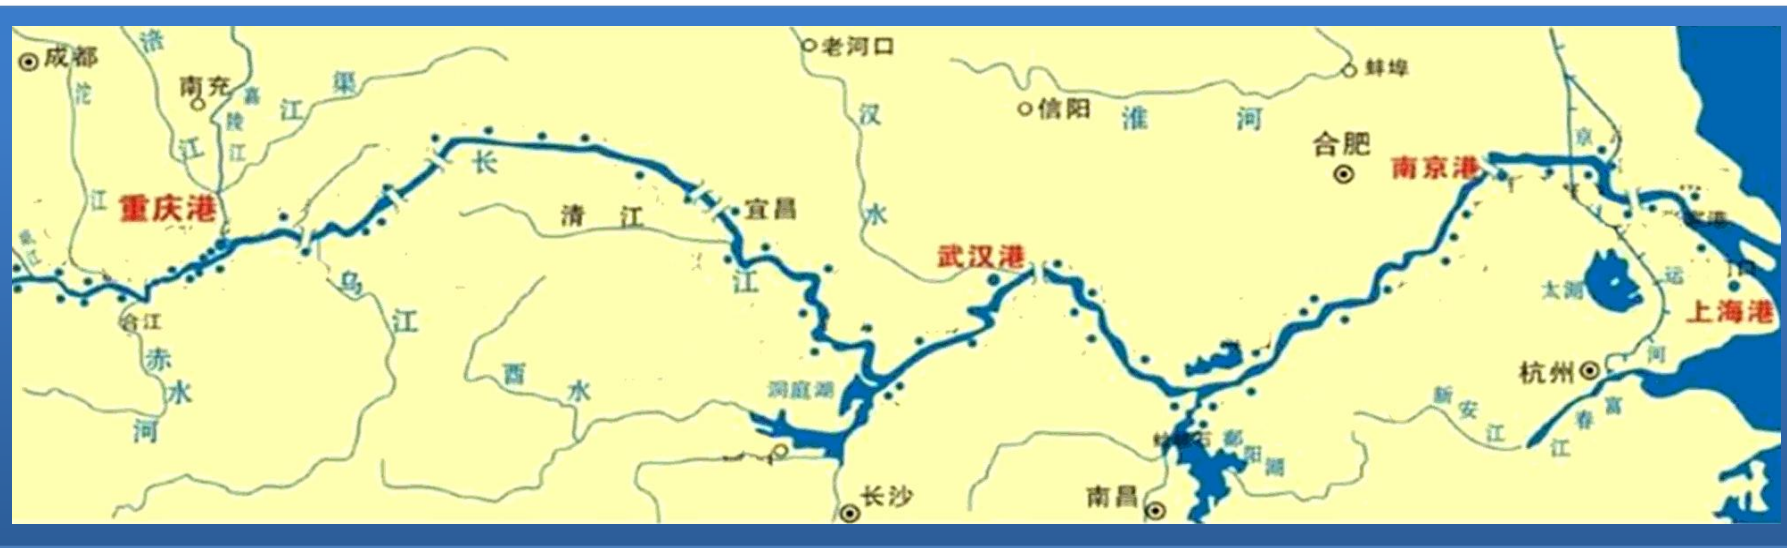 成都
沱
江
涪
江
南充
嘉
陵
江
渠
江
重庆港
合江
赤
水
河
乌
江
长
江
清 江
宜昌
酉
水
洞庭湖
长沙
老河口
汉
水
武汉港
信阳
淮
河
蚌埠
合肥
南京港
京
运
河
太湖
上海港
杭州
富
春
江
新
安
江
鄱
阳
湖
南昌